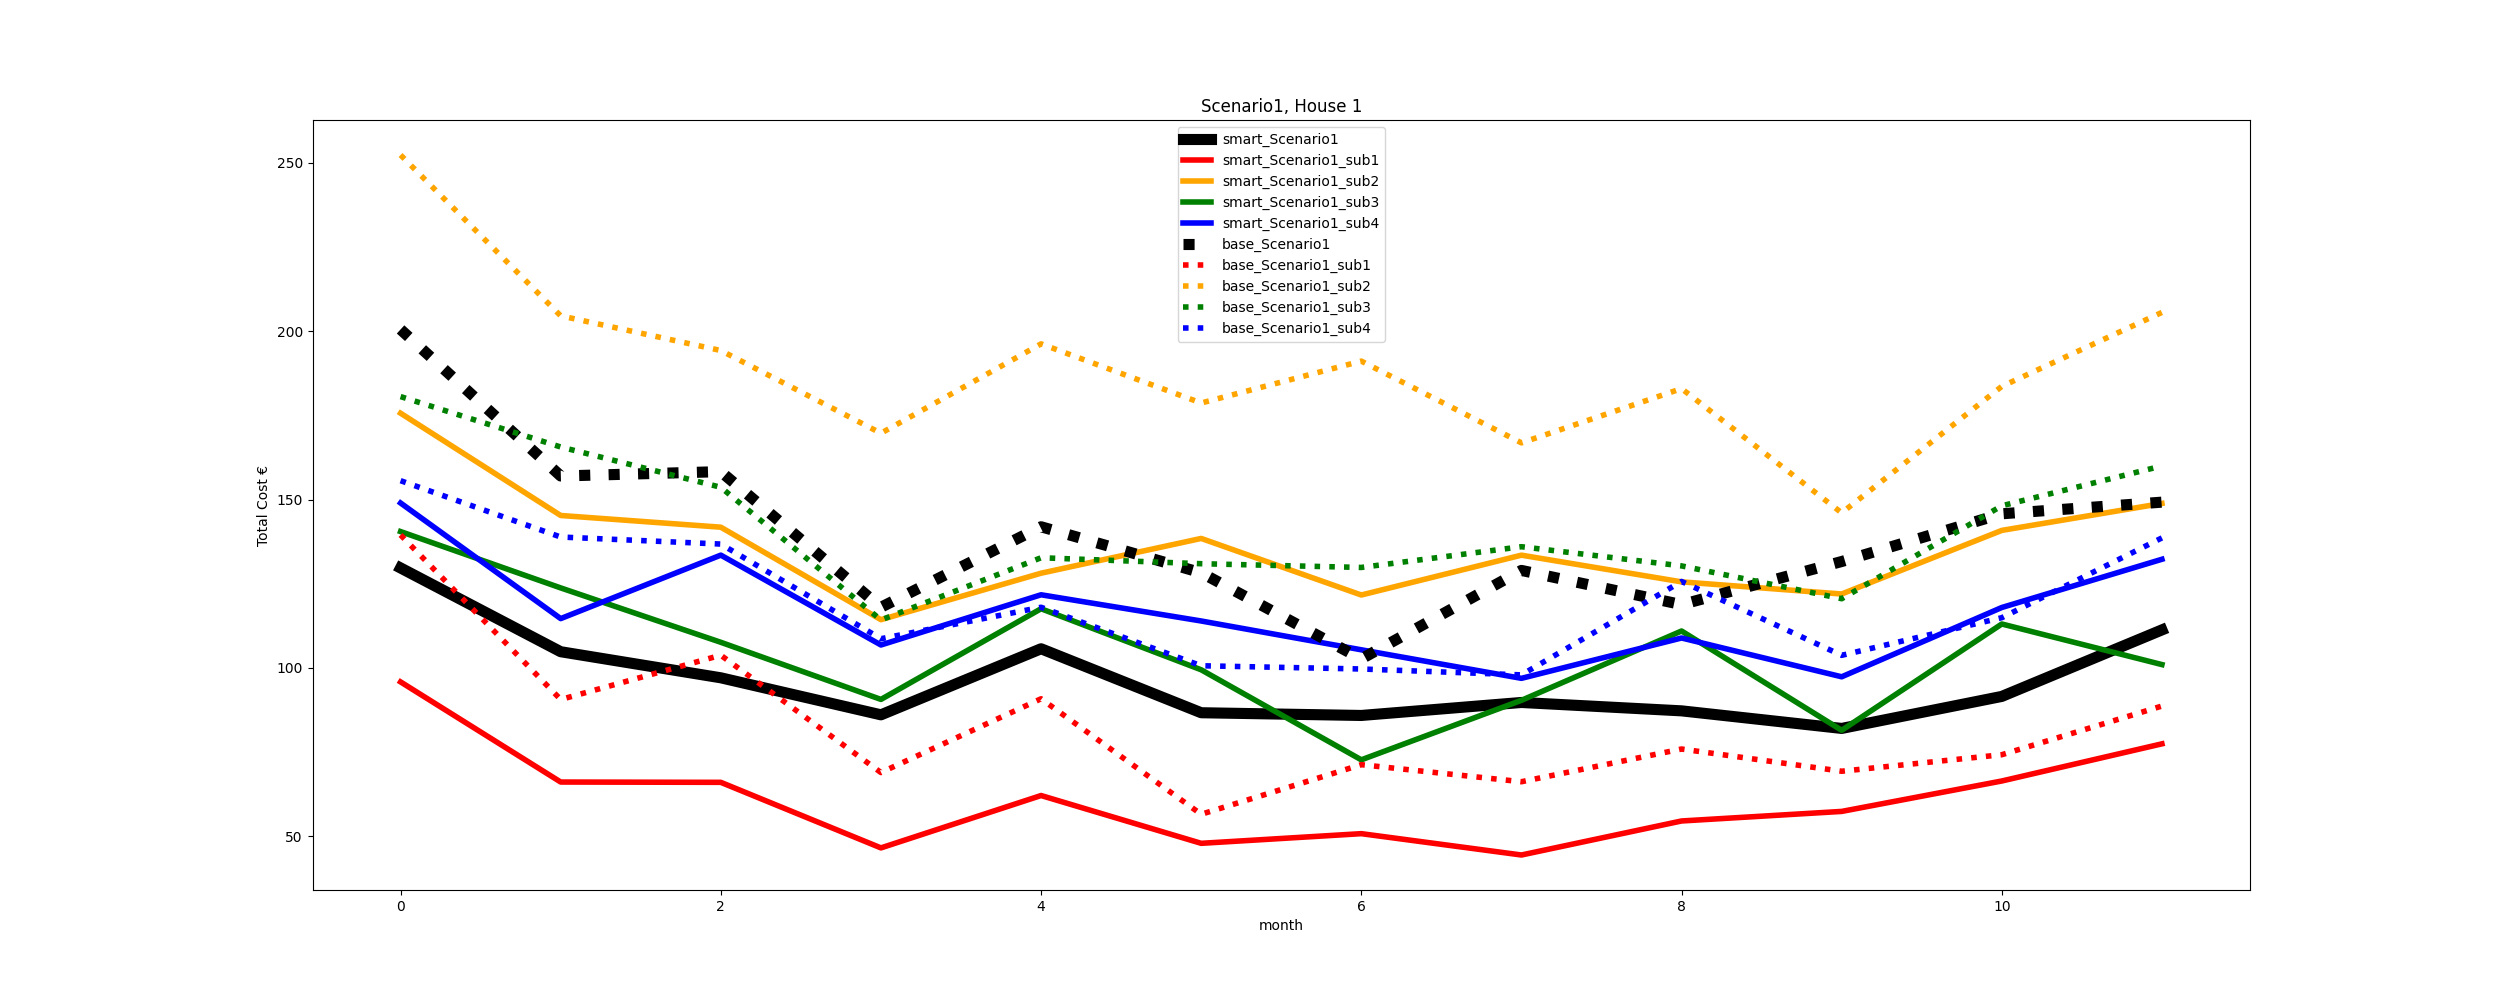 Scenario1, House 1
smart_Scenario1
smart_Scenario1_sub1
smart_Scenario1_sub2
smart_Scenario1_sub3
smart_Scenario1_sub4
base_Scenario1
base_Scenario1_sub1
base_Scenario1_sub2
base_Scenario1_sub3
base_Scenario1_sub4
Total Cost €
250
200
150
100
50
0 2 4 6 8 10
month